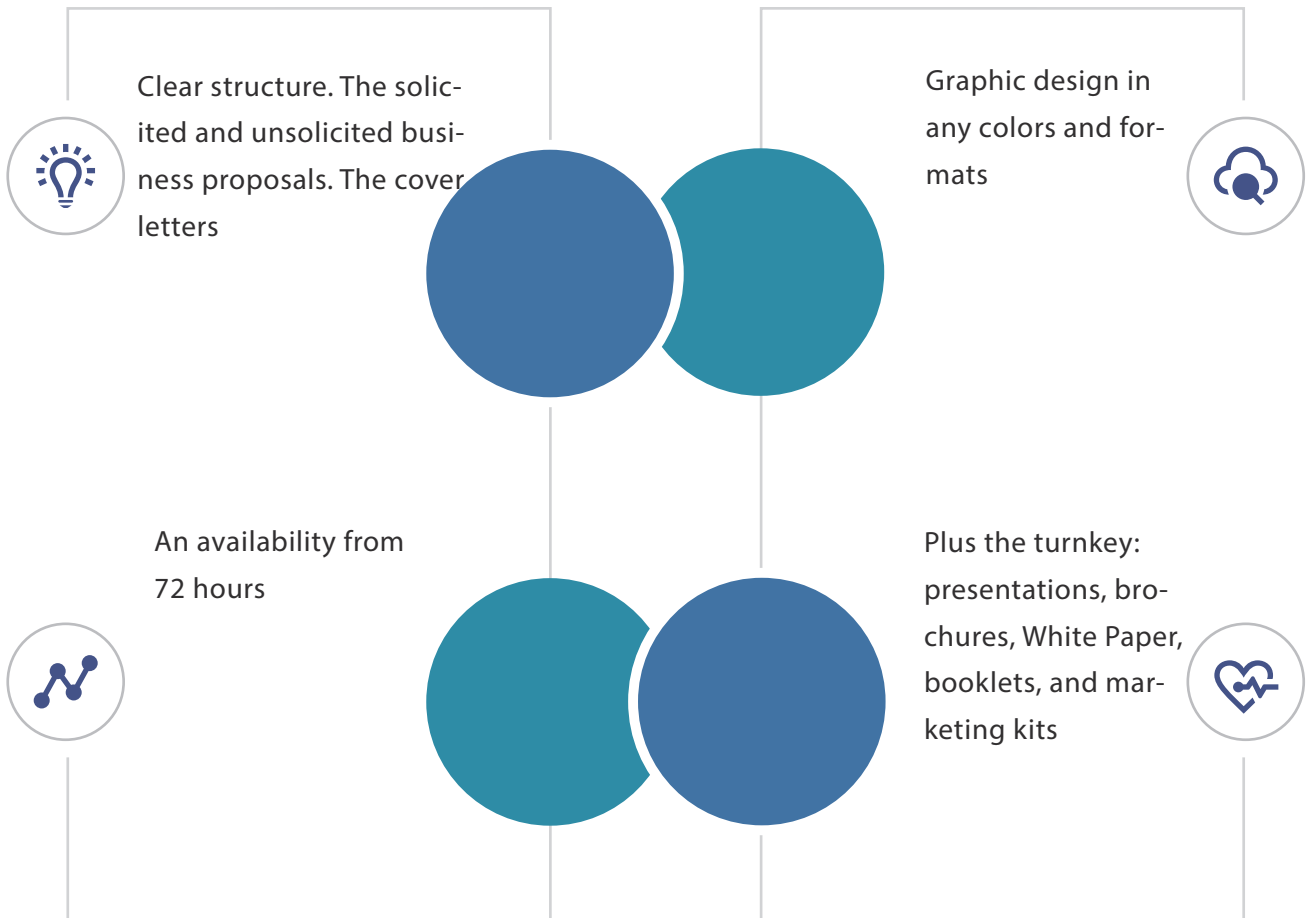 Clear structure. The solic-
ited and unsolicited busi-
ness proposals. The cover
letters
Graphic design in
any colors and for-
mats
An availability from
72 hours
Plus the turnkey:
presentations, bro-
chures, White Paper,
booklets, and mar-
keting kits